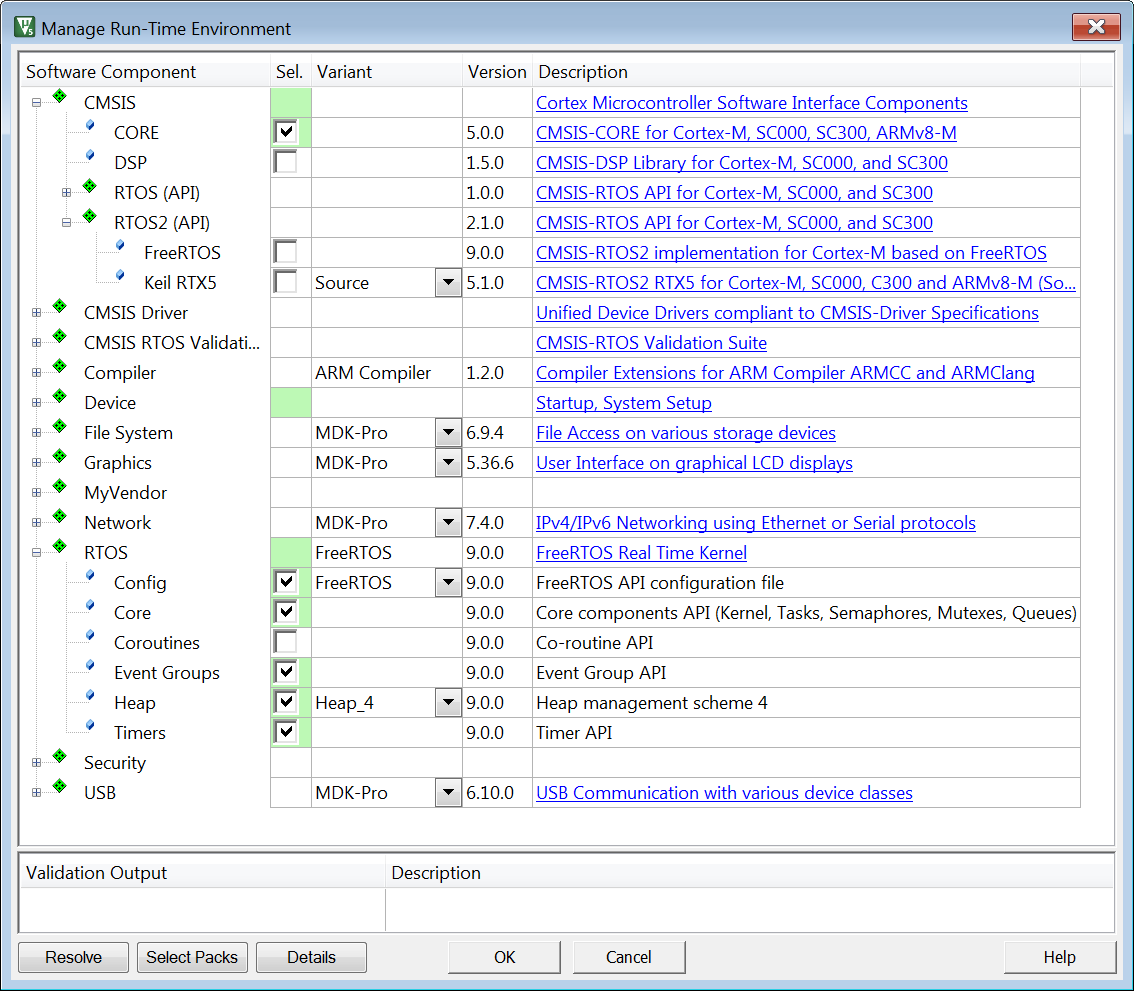 Manage Run-Time Environment
Software Component Sel. Variant Version Description
CMSIS Cortex Microcontroller Software Interface Components
CORE 5.0.0 CMSIS-CORE for Cortex-M, SC000, SC300, ARMv8-M
DSP 1.5.0 CMSIS-DSP Library for Cortex-M, SC000, and SC300
RTOS (API) 1.0.0 CMSIS-RTOS API for Cortex-M, SC000, and SC300
RTOS2 (API) 2.1.0 CMSIS-RTOS API for Cortex-M, SC000, and SC300
FreeRTOS 9.0.0 CMSIS-RTOS2 implementation for Cortex-M based on FreeRTOS
Keil RTX5 Source 5.1.0 CMSIS-RTOS2 RTX5 for Cortex-M, SC000, C300 and ARMv8-M (So...
CMSIS Driver Unified Device Drivers compliant to CMSIS-Driver Specifications
CMSIS RTOS Validati... CMSIS-RTOS Validation Suite
Compiler ARM Compiler 1.2.0 Compiler Extensions for ARM Compiler ARMCC and ARMClang
Device Startup, System Setup
File System MDK-Pro 6.9.4 File Access on various storage devices
Graphics MDK-Pro 5.36.6 User Interface on graphical LCD displays
MyVendor
Network MDK-Pro 7.4.0 IPv4/IPv6 Networking using Ethernet or Serial protocols
RTOS FreeRTOS 9.0.0 FreeRTOS Real Time Kernel
Config FreeRTOS 9.0.0 FreeRTOS API configuration file
Core 9.0.0 Core components API (Kernel, Tasks, Semaphores, Mutexes, Queues)
Coroutines 9.0.0 Co-routine API
Event Groups 9.0.0 Event Group API
Heap Heap_4 9.0.0 Heap management scheme 4
Timers 9.0.0 Timer API
Security
USB MDK-Pro 6.10.0 USB Communication with various device classes
Validation Output Description
Resolve Select Packs Details OK Cancel Help